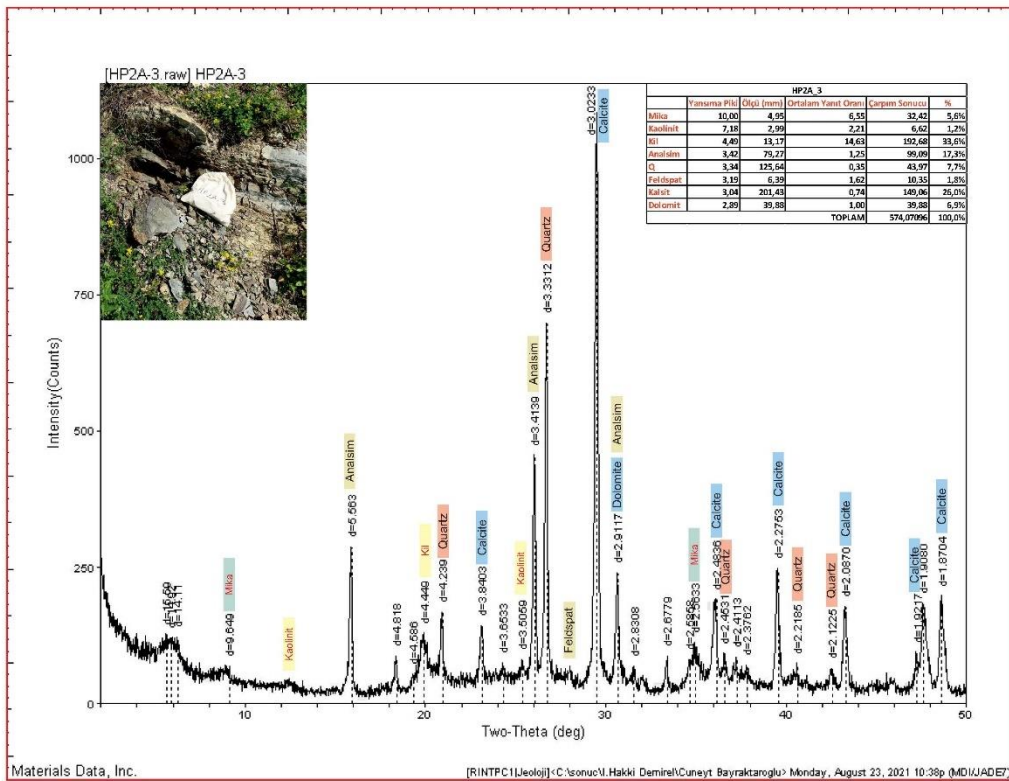 [HP2A-3.raw] HP2A-3
HP2A_3
Yansıma Piki Ölçü (mm) Ortalam Yanıt Oranı Çarpım Sonucu %
Mika 10,00 4,95 6,55 32,42 5,6%
Kaolinit 7,18 2,99 2,21 6,62 1,2%
Kil 4,49 13,17 14,63 192,68 33,6%
Analsim 3,42 79,27 1,25 99,09 17,3%
Q 3,34 125,64 0,35 43,97 7,7%
Feldspat 3,19 6,39 1,62 10,35 1,8%
Kalsit 3,04 201,43 0,74 149,06 26,0%
Dolomit 2,89 39,88 1,00 39,88 6,9%
TOPLAM 574,07096 100,0%
Intensity(Counts)
1000
750
500
250
0
d=14.11
d=9.649
Mika
Kaolinit
d=5.563
Analsim
d=4.818
d=4.586
d=4.449
Kil
d=4.239
Quartz
d=3.8403
Calcite
d=3.6533
d=3.5059
Kaolinit
d=3.4139
Analsim
d=3.3312
Quartz
Feldspat
d=3.0233
Calcite
d=2.9117
Dolomite
Analsim
d=2.8308
d=2.6779
d=2.5633
Mika
d=2.4836
Calcite
d=2.4531
Quartz
d=2.4113
d=2.3762
d=2.2753
Calcite
d=2.2185
Quartz
d=2.1225
Quartz
d=2.0870
Calcite
d=1.9217
Calcite
d=1.9080
d=1.8704
Calcite
10 20 30 40 50
Two-Theta (deg)
Materials Data, Inc.
[RINTPC1|Jeoloji]<C:\sonuc\I.Hakki Demirel\Cuneyt Bayraktaroglu> Monday, August 23, 2021 10:38p (MDI/JADE7)